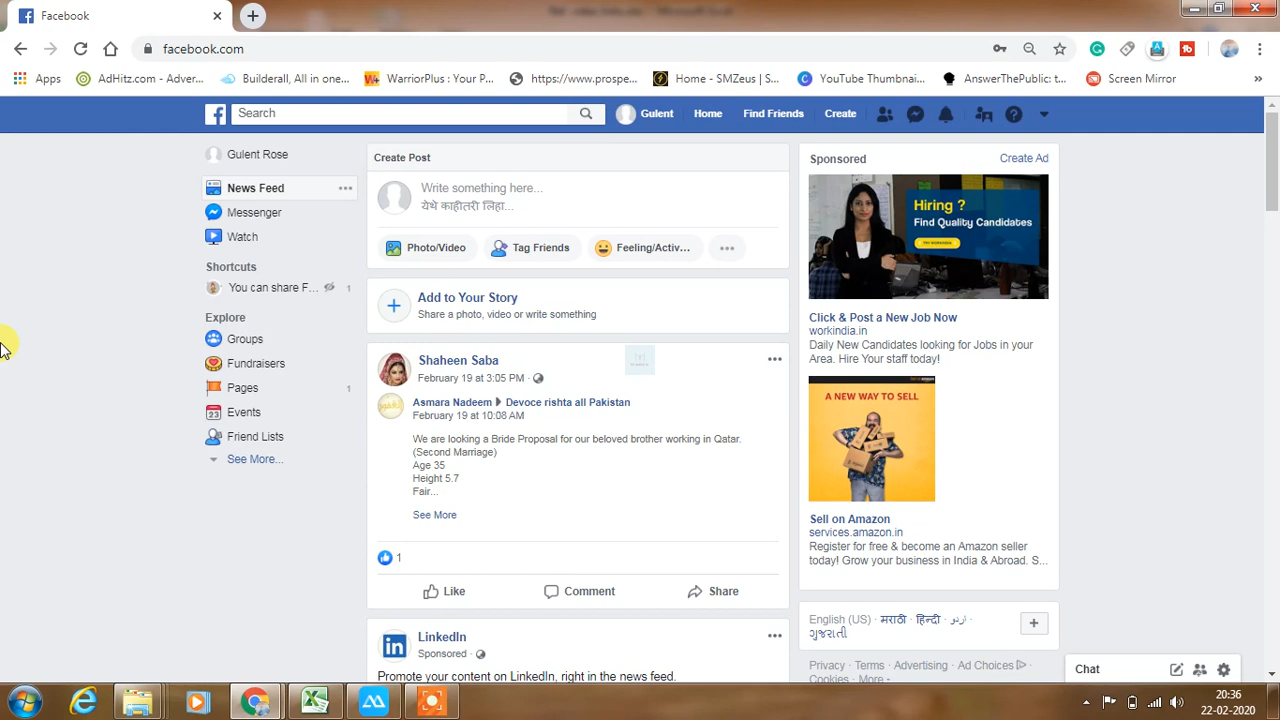 Facebook
facebook.com
Apps
AdHitz.com - Adver...
Builderall, All in one...
WarriorPlus : Your P...
https://www.prospe...
Home - SMZeus | S...
YouTube Thumbnai...
AnswerThePublic: t...
Screen Mirror
»
Search
Gulent
Home
Find Friends
Create
Gulent Rose
News Feed
Messenger
Watch
Shortcuts
You can share F...
1
Explore
Groups
Fundraisers
Pages
1
Events
23
Friend Lists
See More...
Create Post
Write something here...
येथे काहीतरी लिहा...
Photo/Video
Tag Friends
Feeling/Activ...
Add to Your Story
Share a photo, video or write something
Shaheen Saba
February 19 at 3:05 PM ·
Asmara Nadeem ▶ Devoce rishta all Pakistan
February 19 at 10:08 AM
We are looking a Bride Proposal for our beloved brother working in Qatar.
(Second Marriage)
Age 35
Height 5.7
Fair...
See More
1
Like
Comment
Share
LinkedIn
Sponsored ·
Promote your content on LinkedIn, right in the news feed.
Sponsored
Create Ad
Hiring ?
Find Quality Candidates
Click & Post a New Job Now
workindia.in
Daily New Candidates looking for Jobs in your
Area. Hire Your staff today!
A NEW WAY TO SELL
Sell on Amazon
services.amazon.in
Register for free & become an Amazon seller
today! Grow your business in India & Abroad. S...
English (US) · मराठी · हिन्दी · اردو ·
ગુજરાતી
Privacy · Terms · Advertising · Ad Choices ·
Cookies · More
Chat
20:36
22-02-2020